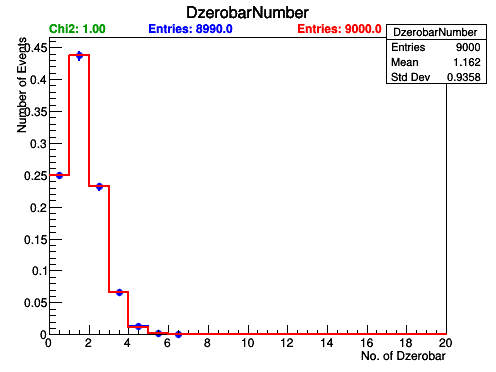 DzerobarNumber
Chi2: 1.00 Entries: 8990.0 Entries: 9000.0
DzerobarNumber
Entries 9000
Mean 1.162
Std Dev 0.9358
Number of Events
0.45
0.4
0.35
0.3
0.25
0.2
0.15
0.1
0.05
0
0 2 4 6 8 10 12 14 16 18 20
No. of Dzerobar